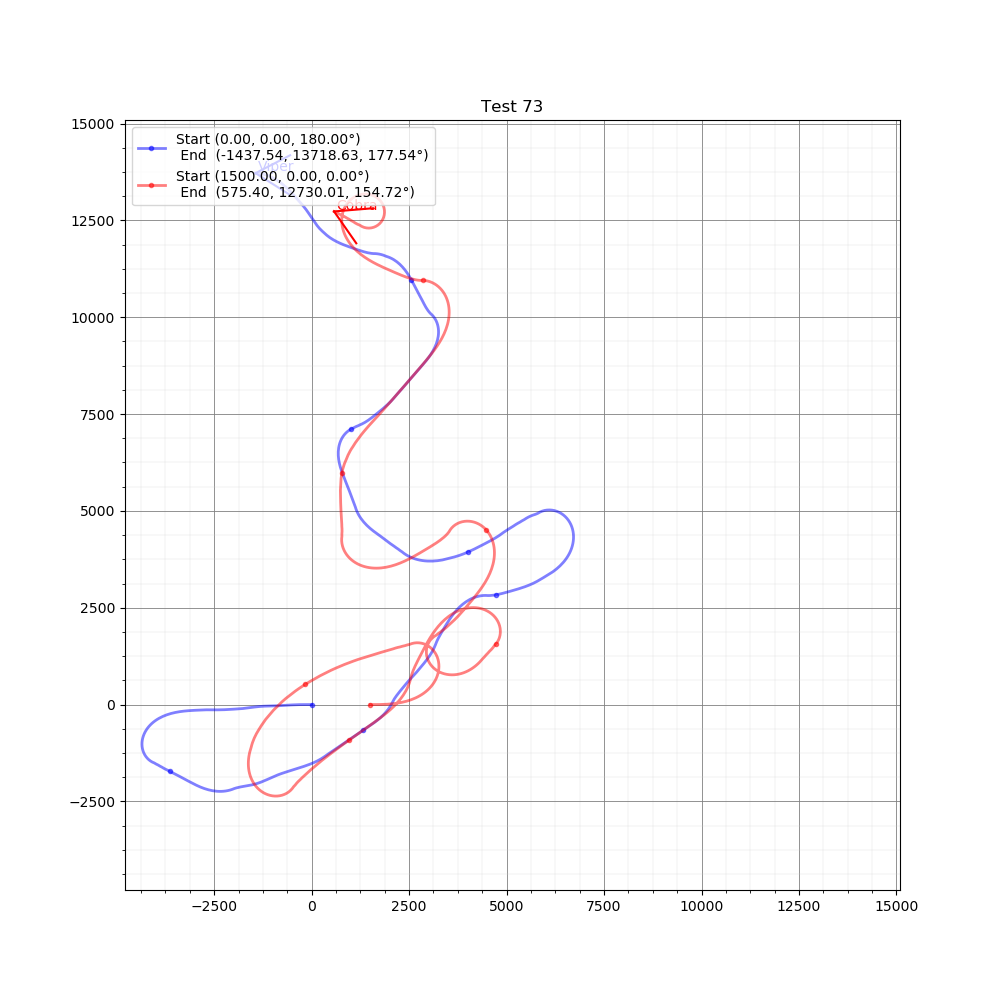 Test 73
15000
12500
10000
7500
5000
2500
0
−2500
Start (0.00, 0.00, 180.00°)
End (-1437.54, 13718.63, 177.54°)
Start (1500.00, 0.00, 0.00°)
End (575.40, 12730.01, 154.72°)
Viper
Cobra
−2500 0 2500 5000 7500 10000 12500 15000